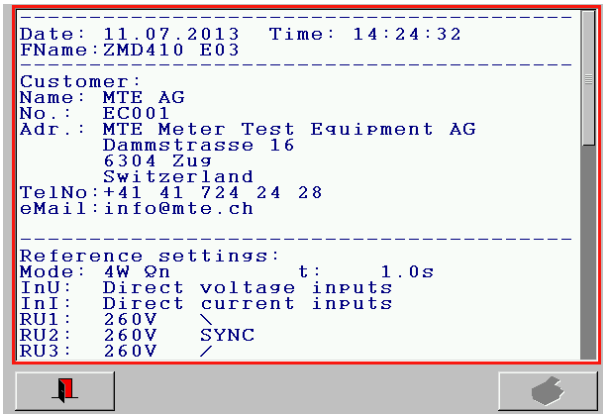 ------------------------------------------
Date: 11.07.2013  Time: 14:24:32
FName:ZMD410 E03
------------------------------------------
Customer:
Name: MTE AG
No.:  EC001
Adr.: MTE Meter Test Equipment AG
Dammstrasse 16
6304 Zug
Switzerland
TelNo:+41 41 724 24 28
eMail:info@mte.ch
------------------------------------------
Reference settings:
Mode: 4W Ωn          t:     1.0s
InU:  Direct voltage inputs
InI:  Direct current inputs
RU1:  260V   \
RU2:  260V   SYNC
RU3:  260V   /